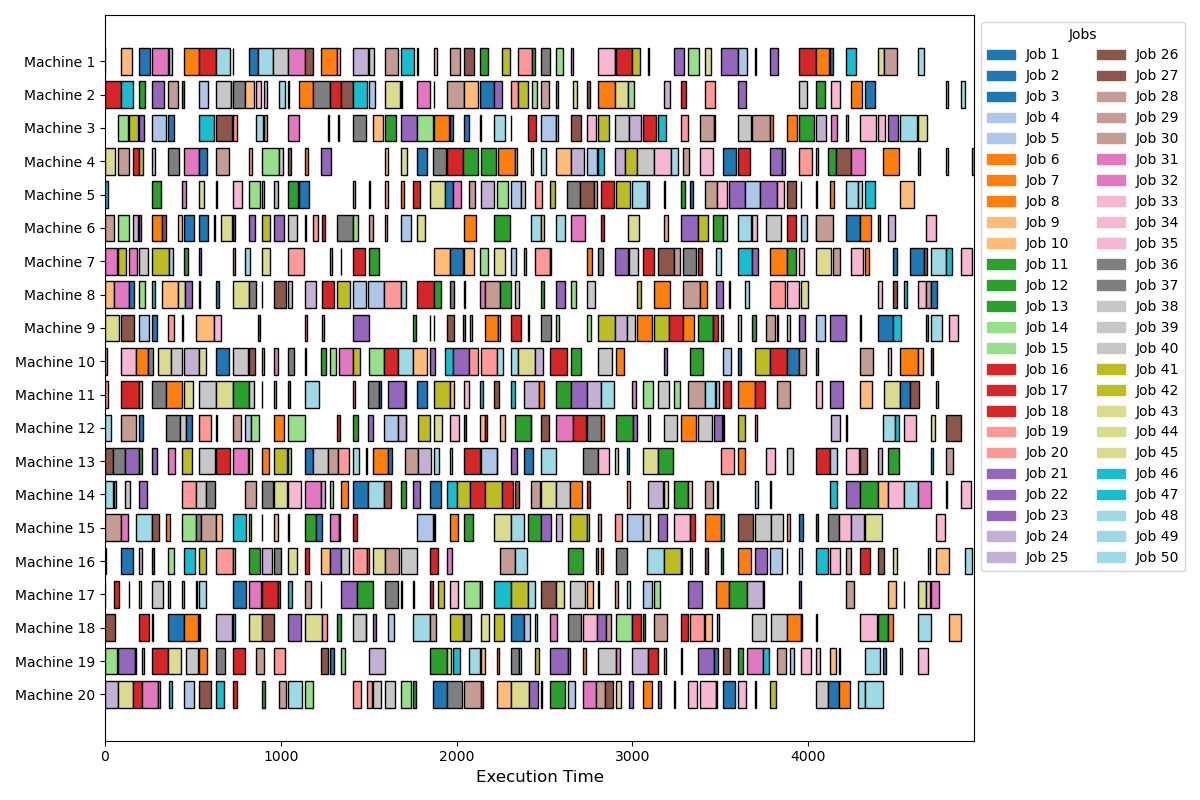 Machine 1
Machine 2
Machine 3
Machine 4
Machine 5
Machine 6
Machine 7
Machine 8
Machine 9
Machine 10
Machine 11
Machine 12
Machine 13
Machine 14
Machine 15
Machine 16
Machine 17
Machine 18
Machine 19
Machine 20
0 1000 2000 3000 4000
Execution Time
Jobs
Job 1 Job 26
Job 2 Job 27
Job 3 Job 28
Job 4 Job 29
Job 5 Job 30
Job 6 Job 31
Job 7 Job 32
Job 8 Job 33
Job 9 Job 34
Job 10 Job 35
Job 11 Job 36
Job 12 Job 37
Job 13 Job 38
Job 14 Job 39
Job 15 Job 40
Job 16 Job 41
Job 17 Job 42
Job 18 Job 43
Job 19 Job 44
Job 20 Job 45
Job 21 Job 46
Job 22 Job 47
Job 23 Job 48
Job 24 Job 49
Job 25 Job 50